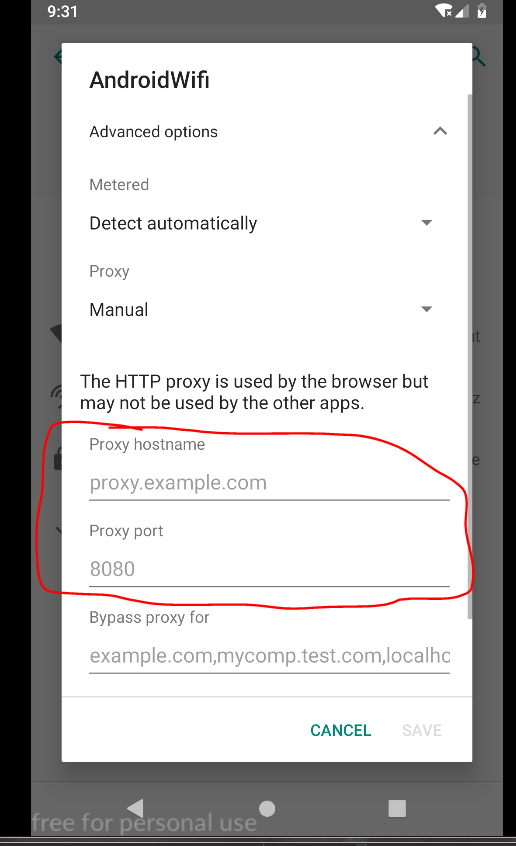 9:31
AndroidWifi
Advanced options
Metered
Detect automatically
Proxy
Manual
The HTTP proxy is used by the browser but
may not be used by the other apps.
Proxy hostname
proxy.example.com
Proxy port
8080
Bypass proxy for
example.com,mycomp.test.com,localhc
CANCEL SAVE
free for personal use